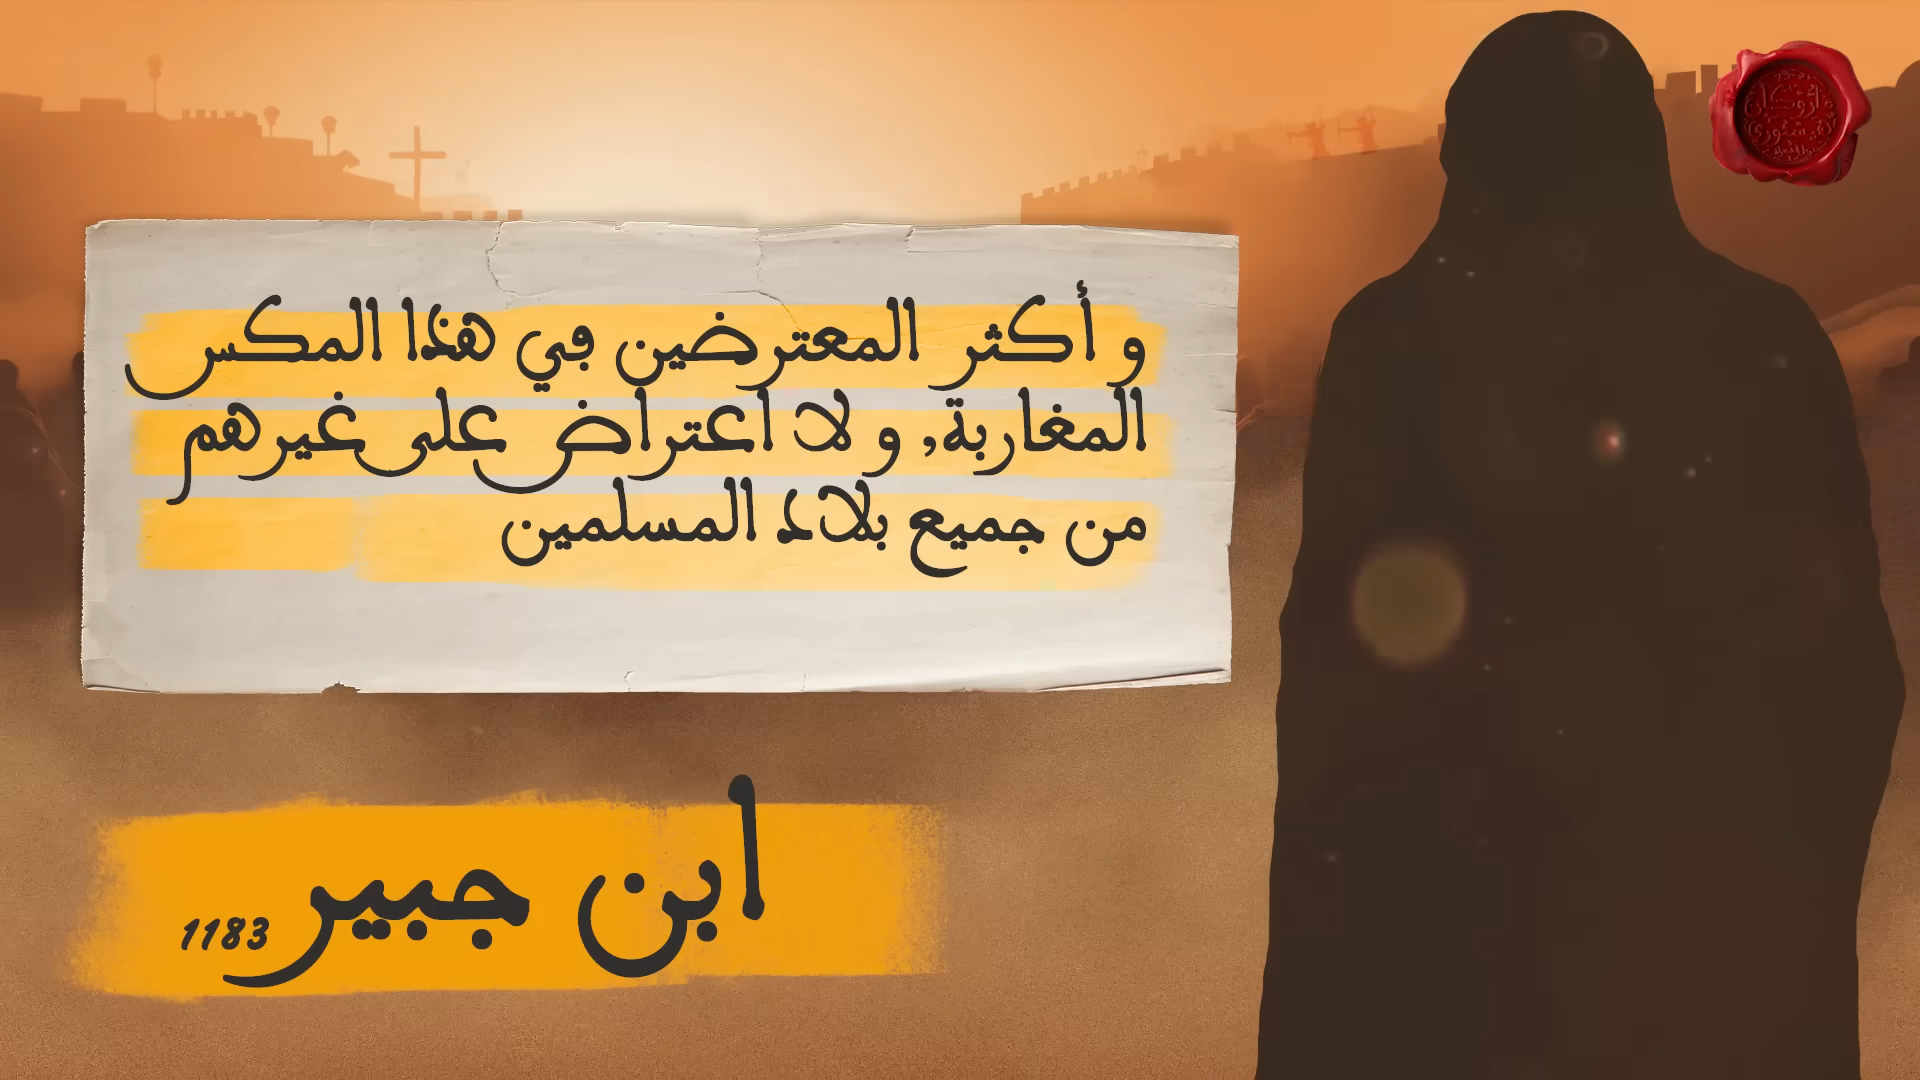 و أكثر المعترضين في هذا المكس
المغاربة, و لا اعتراض على غيرهم
من جميع بلاد المسلمين
ابن جبير 1183